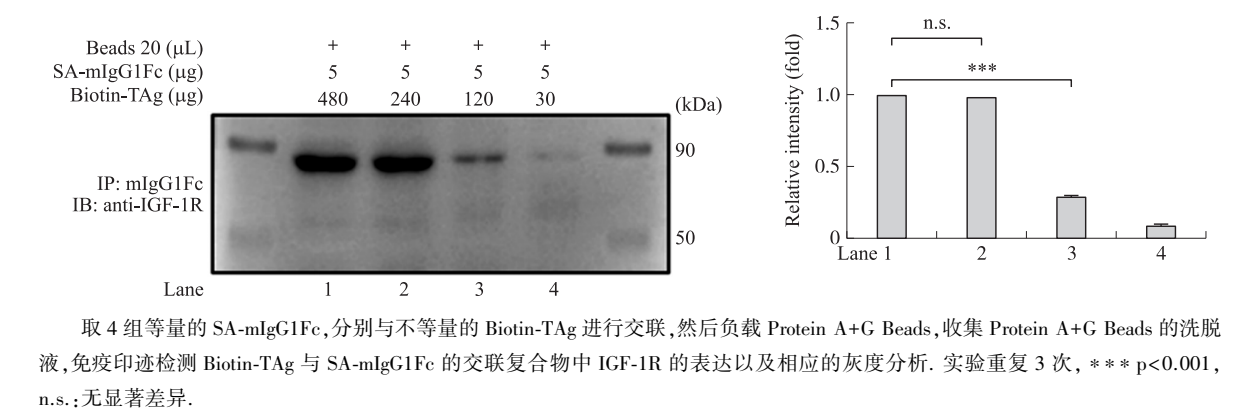 Beads 20 (μL) + + + +
SA-mIgG1Fc (μg) 5 5 5 5
Biotin-TAg (μg) 480 240 120 30
(kDa)
90
IP: mIgG1Fc
IB: anti-IGF-1R
50
Lane 1 2 3 4
Relative intensity (fold)
1.5
n.s.
***
1.0
0.5
0
Lane 1 2 3 4
取 4 组等量的 SA-mIgG1Fc,分别与不等量的 Biotin-TAg 进行交联,然后负载 Protein A+G Beads,收集 Protein A+G Beads 的洗脱
液,免疫印迹检测 Biotin-TAg 与 SA-mIgG1Fc 的交联复合物中 IGF-1R 的表达以及相应的灰度分析. 实验重复 3 次, * * * p<0.001,
n.s.:无显著差异.